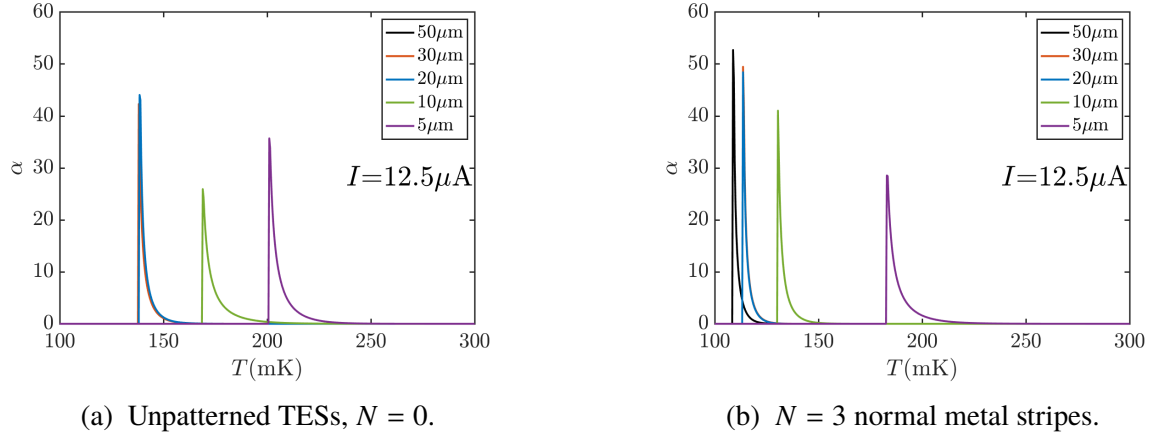 60
50
40
30
20
10
0
α
100
150
200
250
300
T(mK)
50μm
30μm
20μm
10μm
5μm
I=12.5μA
(a) Unpatterned TESs, N = 0.
60
50
40
30
20
10
0
α
100
150
200
250
300
T(mK)
50μm
30μm
20μm
10μm
5μm
I=12.5μA
(b) N = 3 normal metal stripes.